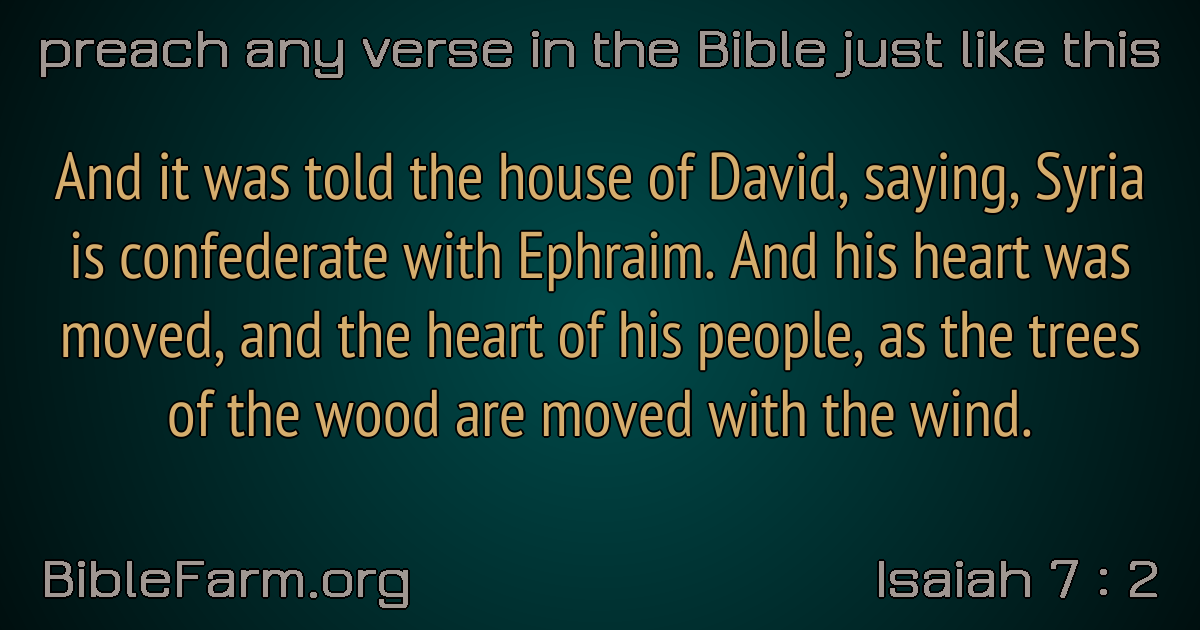 preach any verse in the Bible just like this
And it was told the house of David, saying, Syria
is confederate with Ephraim. And his heart was
moved, and the heart of his people, as the trees
of the wood are moved with the wind.
BibleFarm.org
Isaiah 7 : 2